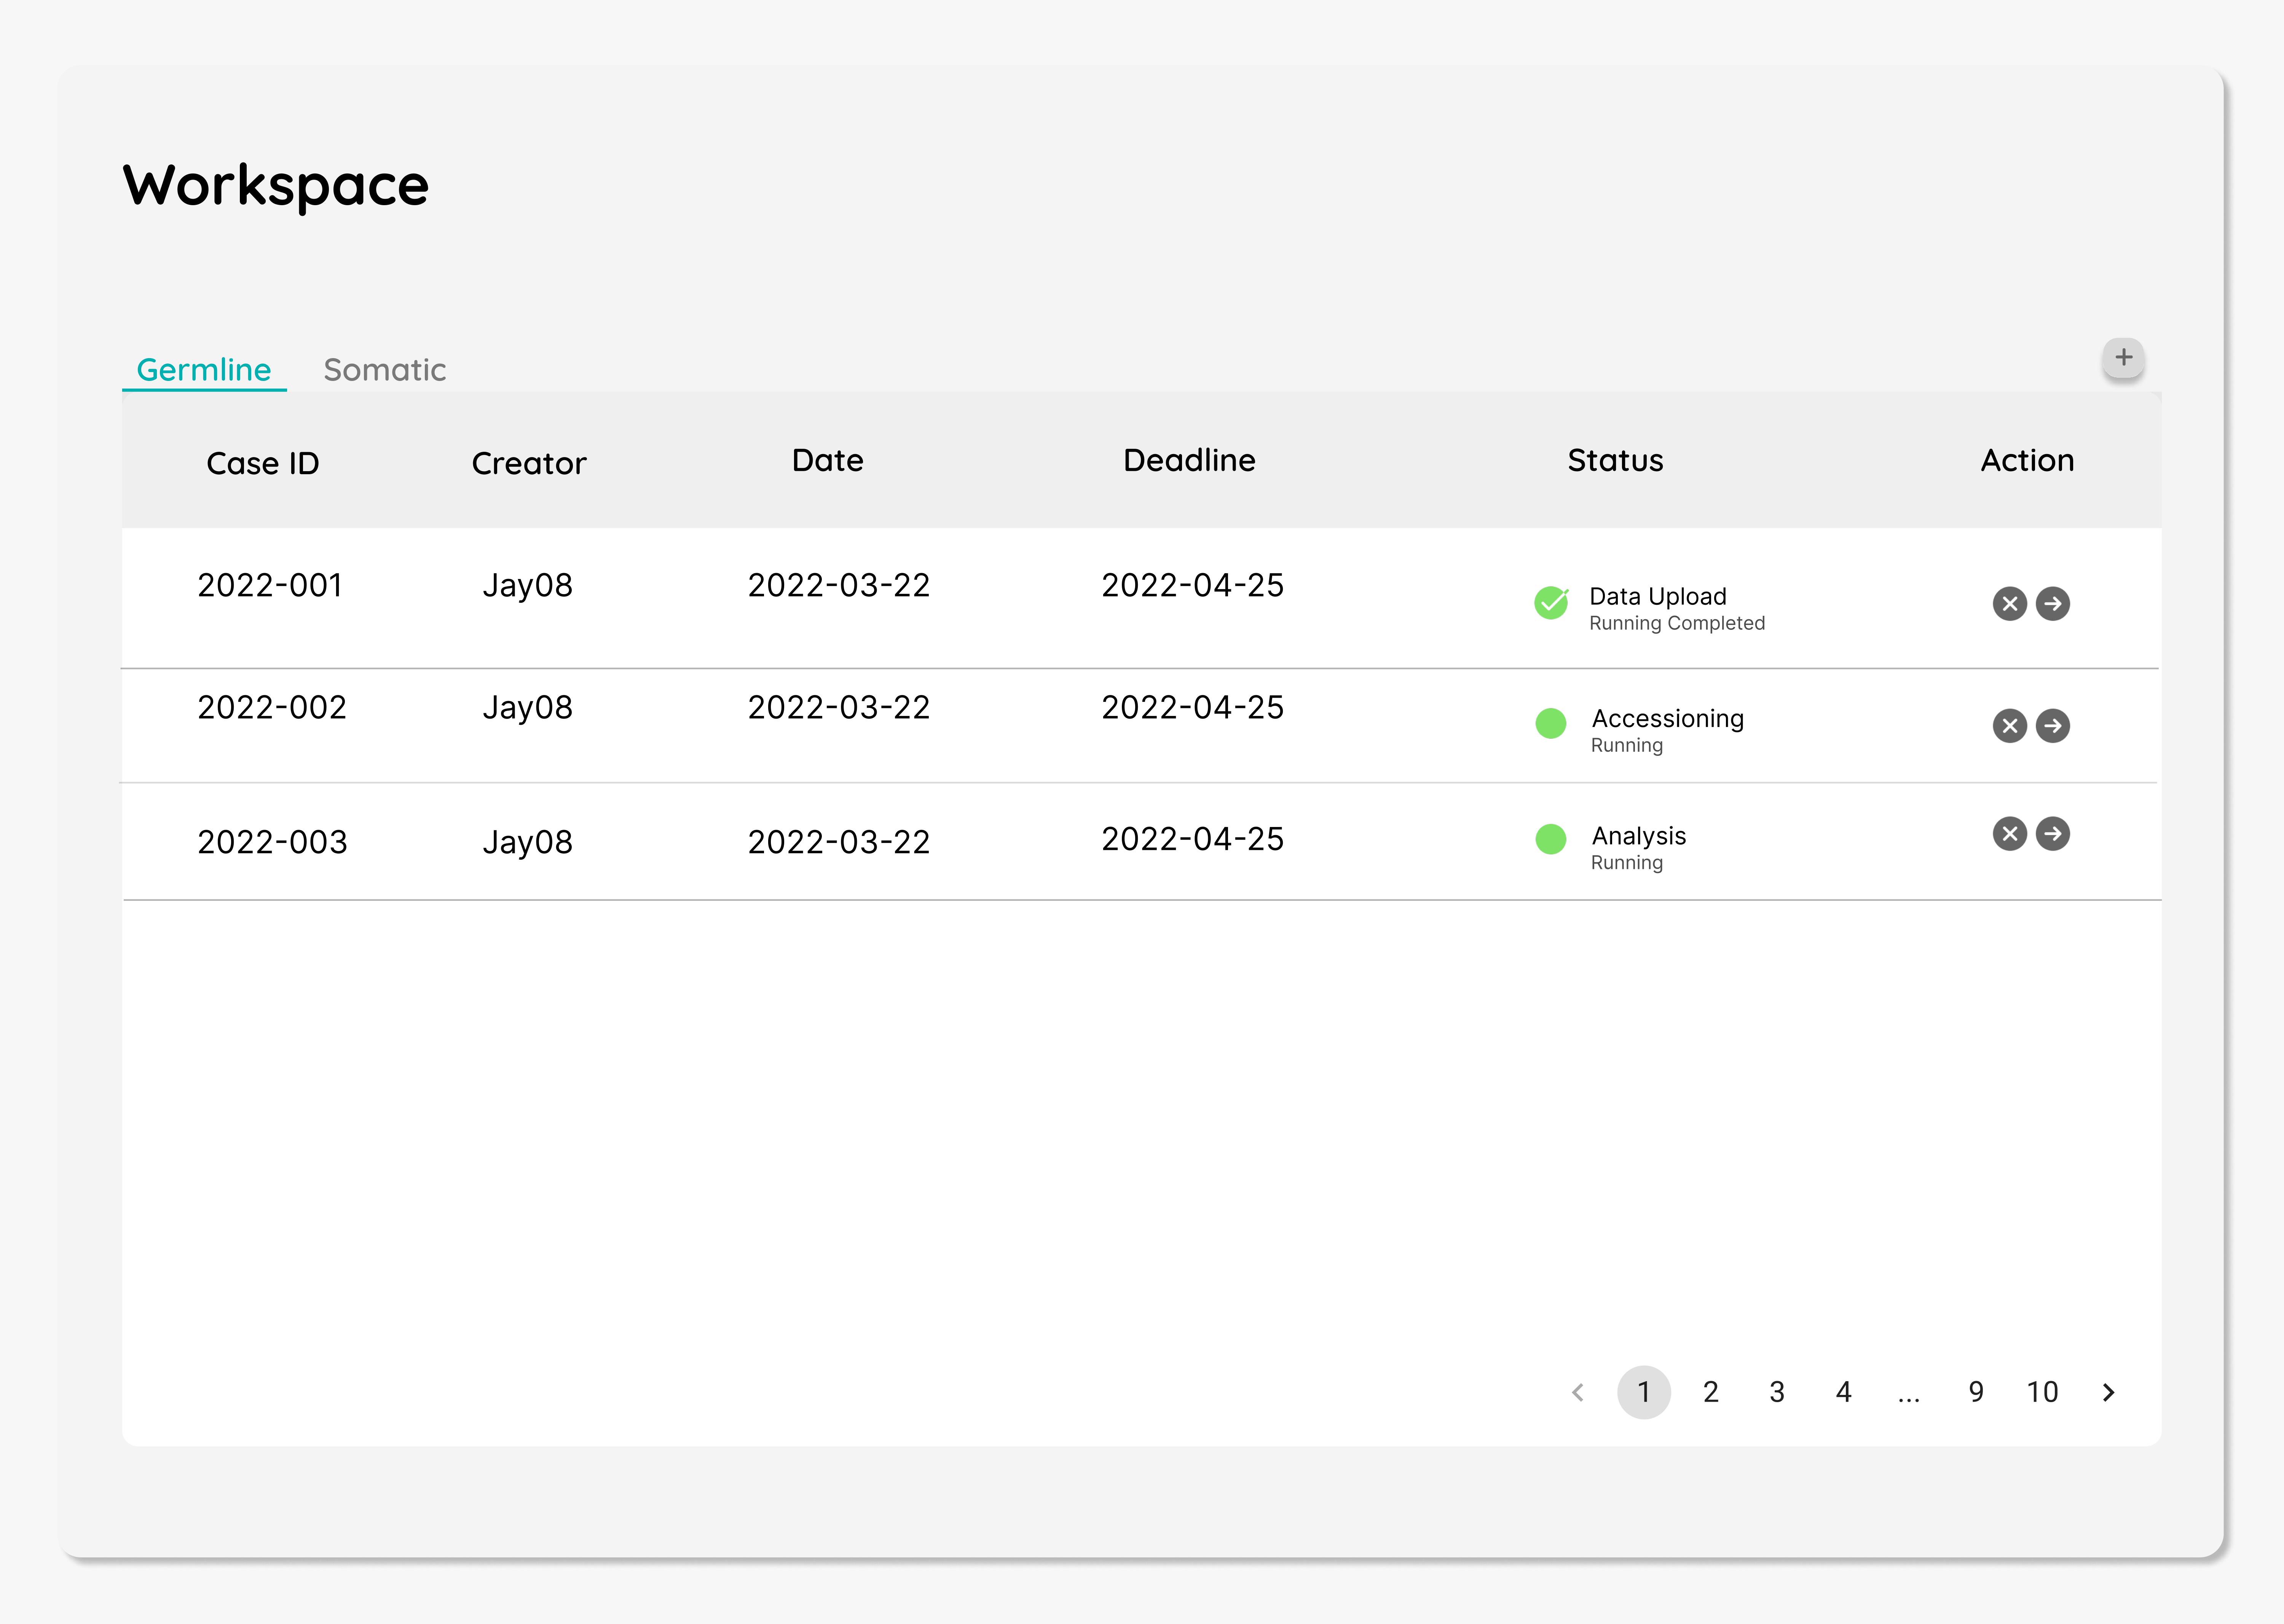 Workspace
Germline Somatic
+
Case ID Creator Date Deadline Status Action
2022-001 Jay08 2022-03-22 2022-04-25 Data Upload
Running Completed
2022-002 Jay08 2022-03-22 2022-04-25 Accessioning
Running
2022-003 Jay08 2022-03-22 2022-04-25 Analysis
Running
1 2 3 4 ... 9 10